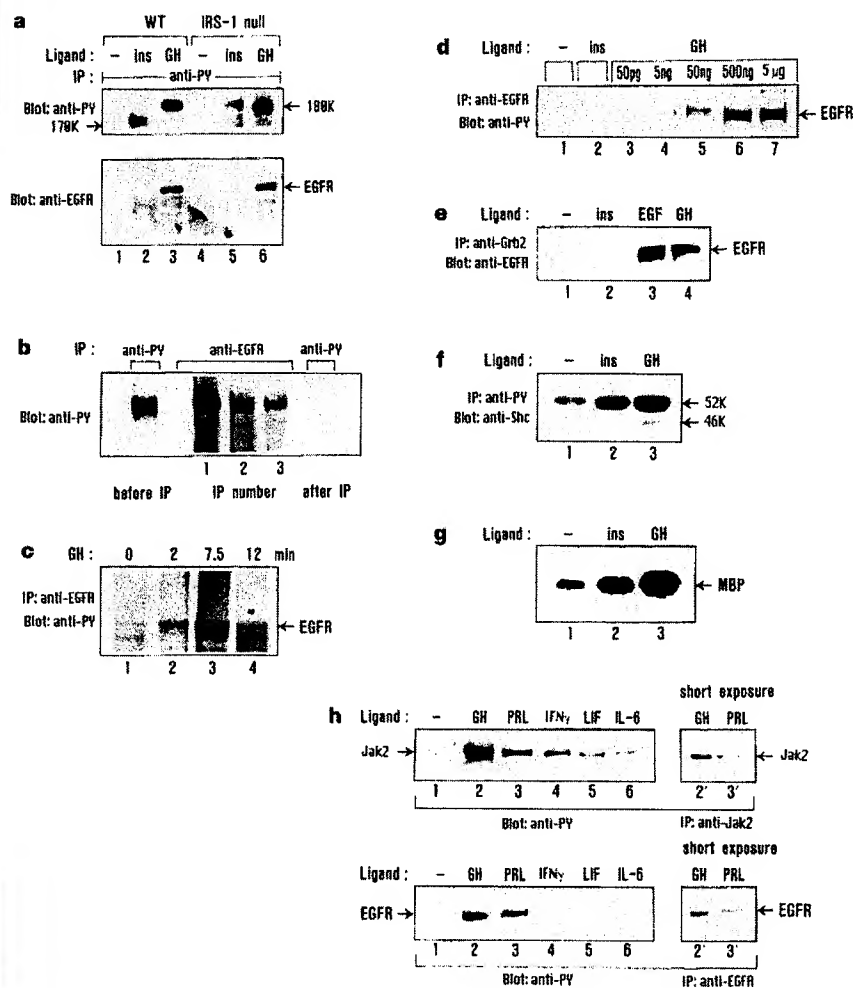 a
WT IRS-1 null
Ligand : – ins GH – ins GH
IP : anti-PY
Blot: anti-PY
← 180K
170K →
Blot: anti-EGFR
← EGFR
1 2 3 4 5 6
b
IP : anti-PY anti-EGFR anti-PY
Blot: anti-PY
1 2 3
before IP IP number after IP
c
GH : 0 2 7.5 12 min
IP: anti-EGFR
Blot: anti-PY
← EGFR
1 2 3 4
d
Ligand : – ins GH
50pg 5ng 50ng 500ng 5 μg
IP: anti-EGFR
Blot: anti-PY
← EGFR
1 2 3 4 5 6 7
e
Ligand : – ins EGF GH
IP: anti-Grb2
Blot: anti-EGFR
← EGFR
1 2 3 4
f
Ligand : – ins GH
IP: anti-PY
Blot: anti-Shc
← 52K
← 46K
1 2 3
g
Ligand : – ins GH
← MBP
1 2 3
h
short exposure
Ligand : – GH PRL IFNγ LIF IL-6 GH PRL
Jak2 → ← Jak2
1 2 3 4 5 6 2' 3'
Blot: anti-PY IP: anti-Jak2
short exposure
Ligand : – GH PRL IFNγ LIF IL-6 GH PRL
EGFR → ← EGFR
1 2 3 4 5 6 2' 3'
Blot: anti-PY IP: anti-EGFR